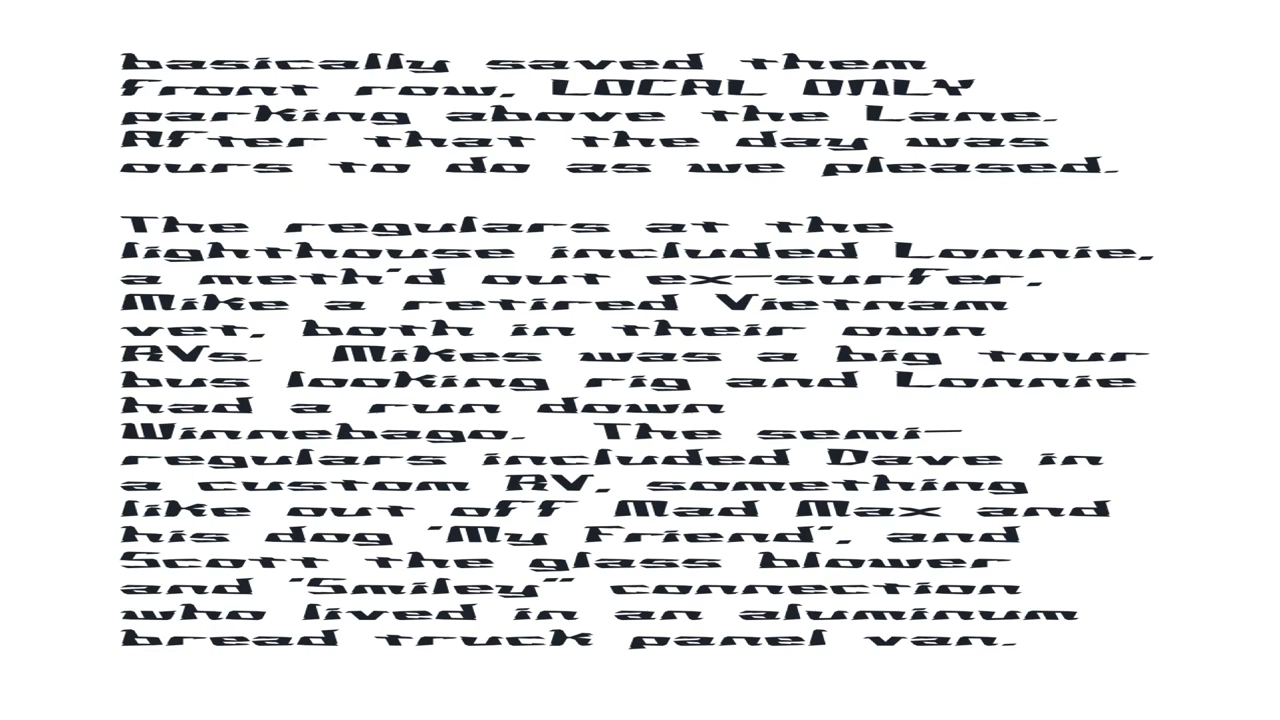 basically saved them
front row, LOCAL ONLY
parking above the Lane.
After that the day was
ours to do as we pleased.

The regulars at the
lighthouse included Lonnie,
a meth'd out ex-surfer,
Mike a retired Vietnam
vet, both in their own
RVs.  Mikes was a big tour
bus looking rig and Lonnie
had a run down
Winnebago.  The semi-
regulars included Dave in
a custom RV, something
like out off Mad Max and
his dog 'My Friend', and
Scott the glass blower
and 'Smiley" connection
who lived in an aluminum
bread truck panel van.